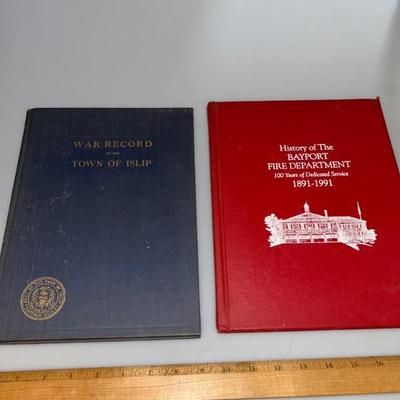 WAR RECORD
OF THE
TOWN OF ISLIP
History of The
BAYPORT
FIRE DEPARTMENT
100 Years of Dedicated Service
1891-1991